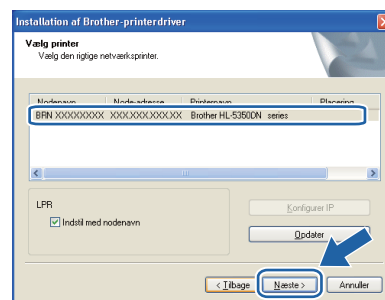 Installation af Brother-printerdriver
Vælg printer
Vælg den rigtige netværksprinter.
Nodenavn Node-adresse Printernavn Placering
BRN XXXXXXXX XXX.XXX.XXX.XX Brother HL-5350DN series
LPR
Indstil med nodenavn
Konfigurer IP
Opdater
< Tilbage Næste > Annuller